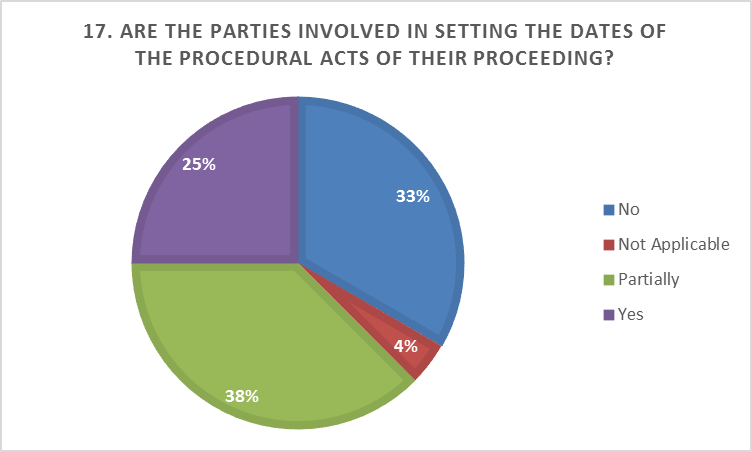 17. ARE THE PARTIES INVOLVED IN SETTING THE DATES OF
THE PROCEDURAL ACTS OF THEIR PROCEEDING?
25%
33%
4%
38%
No
Not Applicable
Partially
Yes